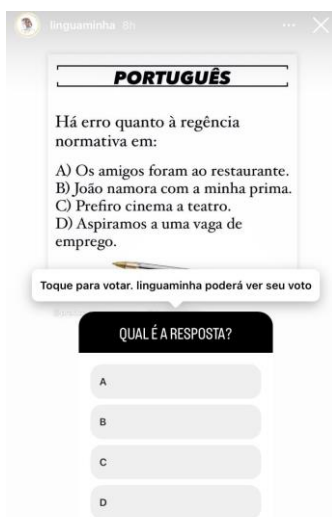 linguaminha 8h
PORTUGUÊS
Há erro quanto à regência
normativa em:
A) Os amigos foram ao restaurante.
B) João namora com a minha prima.
C) Prefiro cinema a teatro.
D) Aspiramos a uma vaga de
emprego.
Toque para votar. linguaminha poderá ver seu voto
QUAL É A RESPOSTA?
A
B
C
D